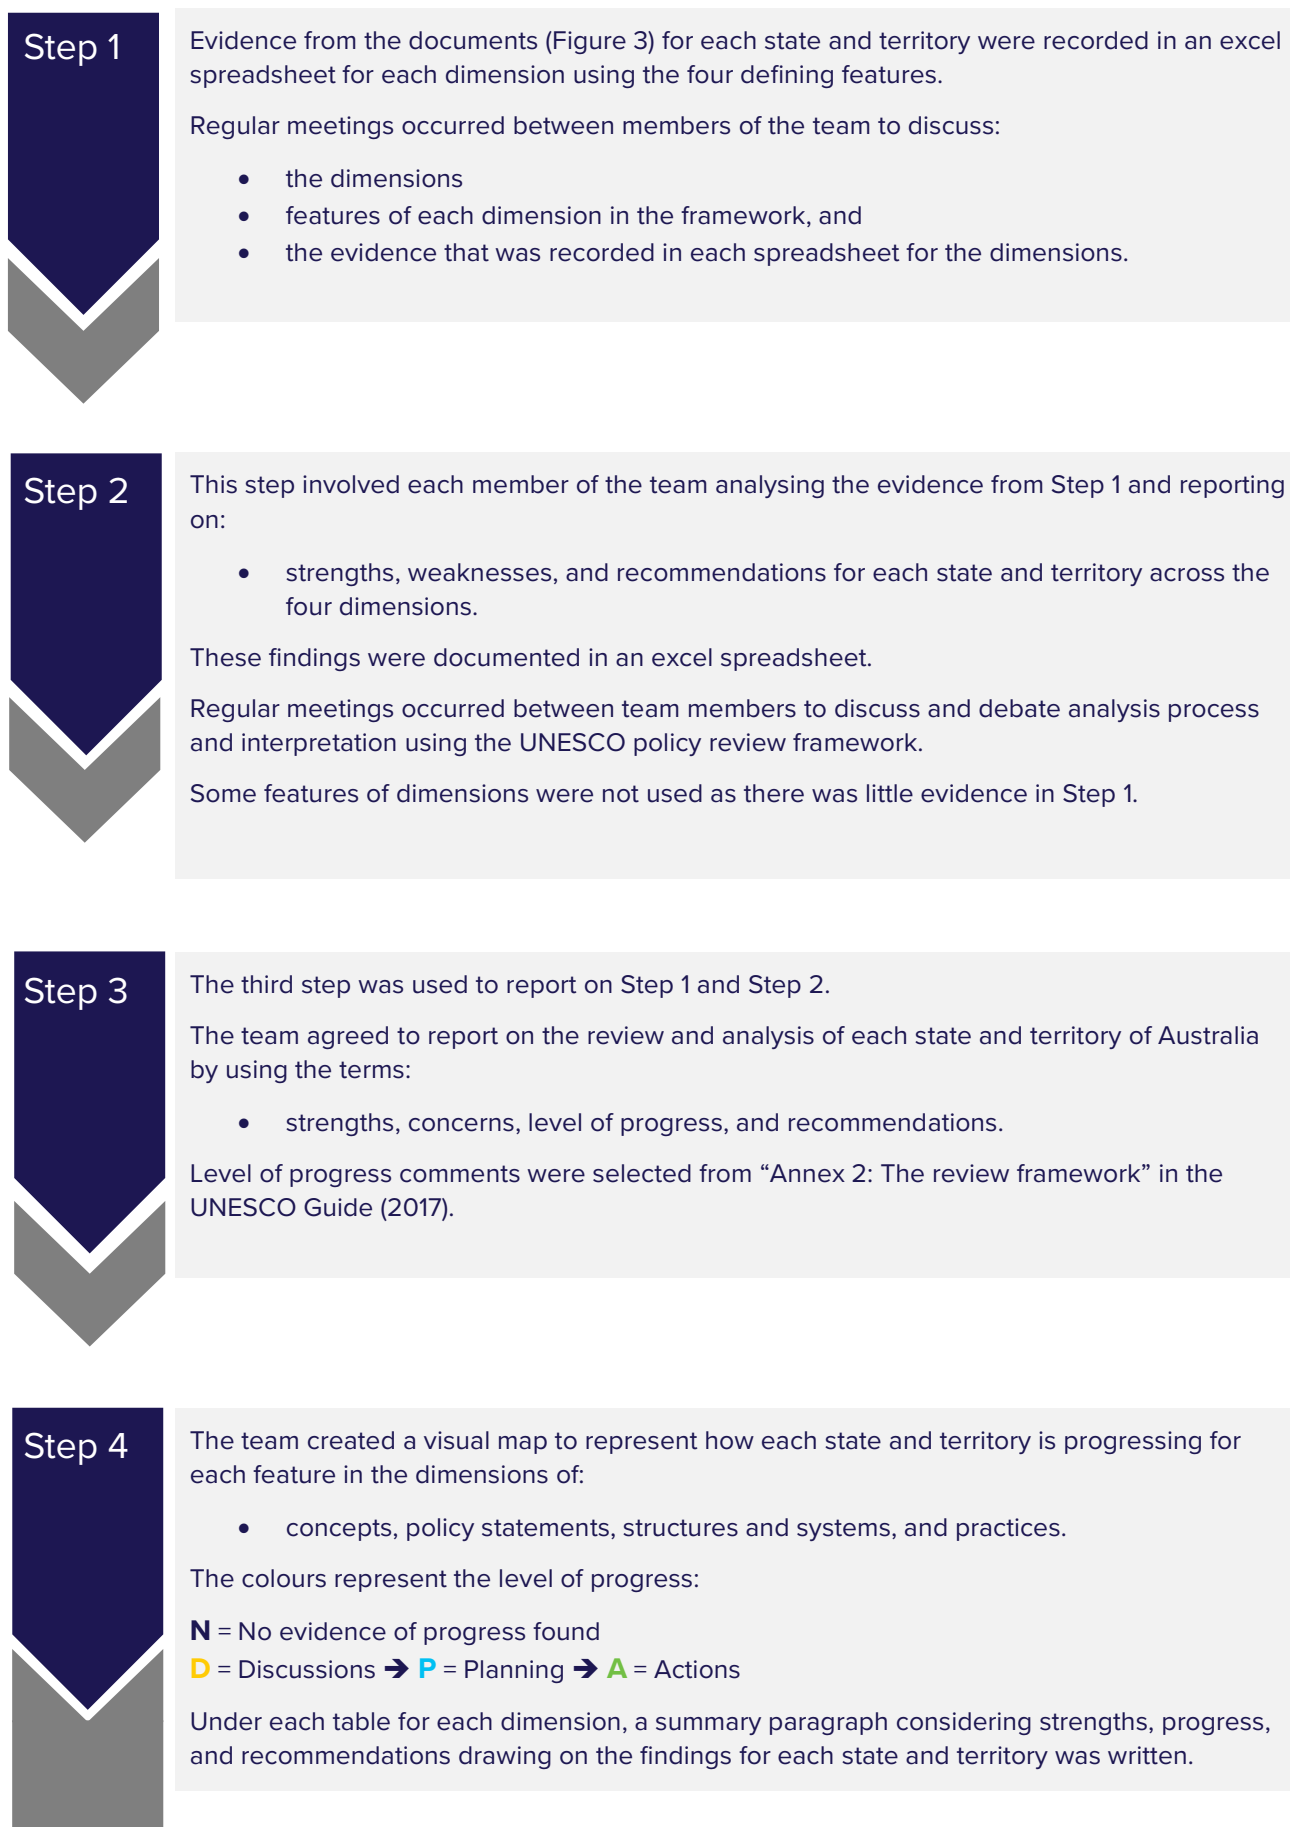 Step 1
Evidence from the documents (Figure 3) for each state and territory were recorded in an excel
spreadsheet for each dimension using the four defining features.
Regular meetings occurred between members of the team to discuss:
• the dimensions
• features of each dimension in the framework, and
• the evidence that was recorded in each spreadsheet for the dimensions.
Step 2
This step involved each member of the team analysing the evidence from Step 1 and reporting
on:
• strengths, weaknesses, and recommendations for each state and territory across the
four dimensions.
These findings were documented in an excel spreadsheet.
Regular meetings occurred between team members to discuss and debate analysis process
and interpretation using the UNESCO policy review framework.
Some features of dimensions were not used as there was little evidence in Step 1.
Step 3
The third step was used to report on Step 1 and Step 2.
The team agreed to report on the review and analysis of each state and territory of Australia
by using the terms:
• strengths, concerns, level of progress, and recommendations.
Level of progress comments were selected from “Annex 2: The review framework” in the
UNESCO Guide (2017).
Step 4
The team created a visual map to represent how each state and territory is progressing for
each feature in the dimensions of:
• concepts, policy statements, structures and systems, and practices.
The colours represent the level of progress:
N = No evidence of progress found
D = Discussions ➔ P = Planning ➔ A = Actions
Under each table for each dimension, a summary paragraph considering strengths, progress,
and recommendations drawing on the findings for each state and territory was written.